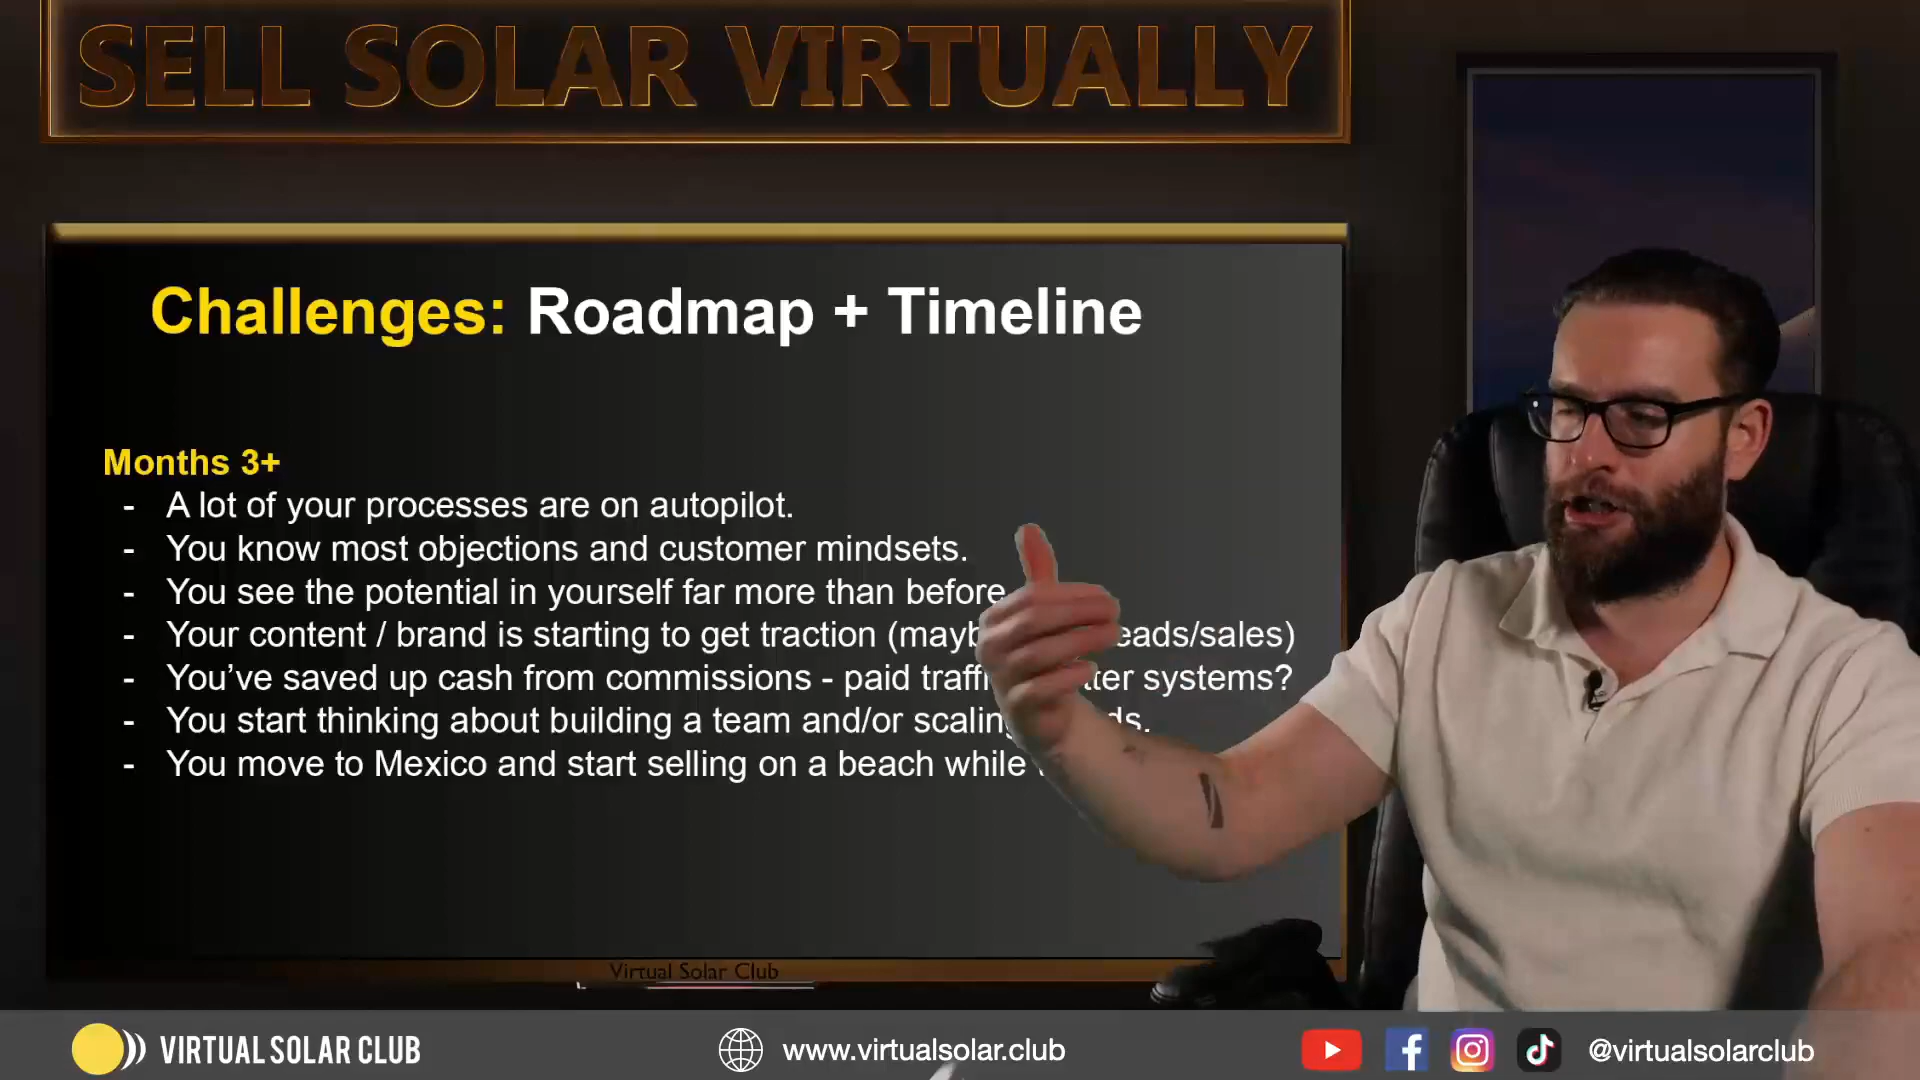 SELL SOLAR VIRTUALLY
Challenges: Roadmap + Timeline
Months 3+
- A lot of your processes are on autopilot.
- You know most objections and customer mindsets.
- You see the potential in yourself far more than before
- Your content / brand is starting to get traction (mayb eads/sales)
- You’ve saved up cash from commissions - paid traffi tter systems?
- You start thinking about building a team and/or scaling ds.
- You move to Mexico and start selling on a beach while
Virtual Solar Club
VIRTUAL SOLAR CLUB
www.virtualsolar.club
@virtualsolarclub